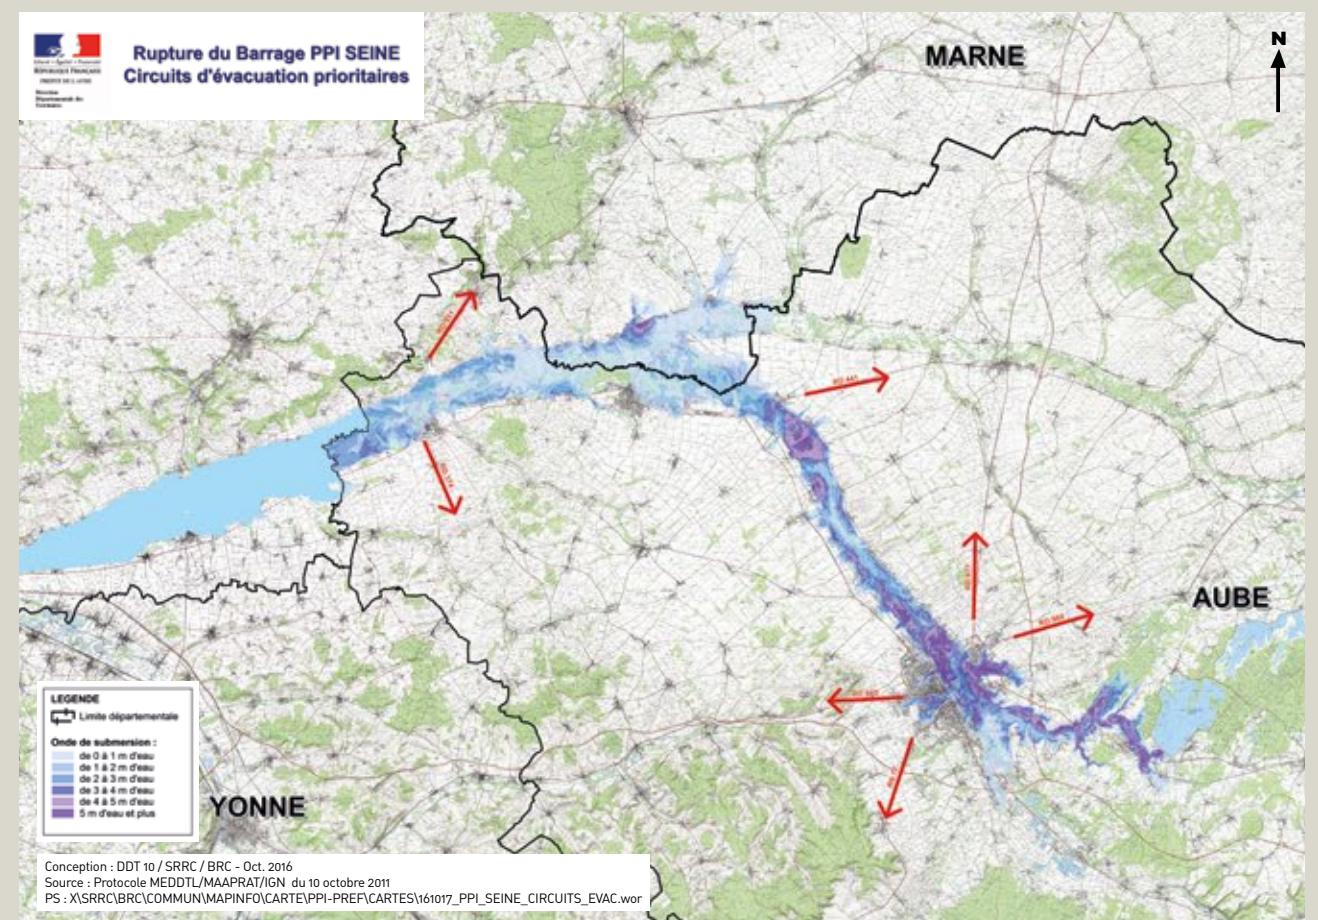 Rupture du Barrage PPI SEINE
Circuits d'évacuation prioritaires
RÉPUBLIQUE FRANÇAISE
MARNE
N
AUBE
YONNE
LEGENDE
Limite départementale
Onde de submersion :
de 0 à 1 m d'eau
de 1 à 2 m d'eau
de 2 à 3 m d'eau
de 3 à 4 m d'eau
de 4 à 5 m d'eau
5 m d'eau et plus
Conception : DDT 10 / SRRC / BRC - Oct. 2016
Source : Protocole MEDDTL/MAAPRAT/IGN du 10 octobre 2011
PS : X\SRRC\BRC\COMMUN\MAPINFO\CARTE\PPI-PREF\CARTES\161017_PPI_SEINE_CIRCUITS_EVAC.wor